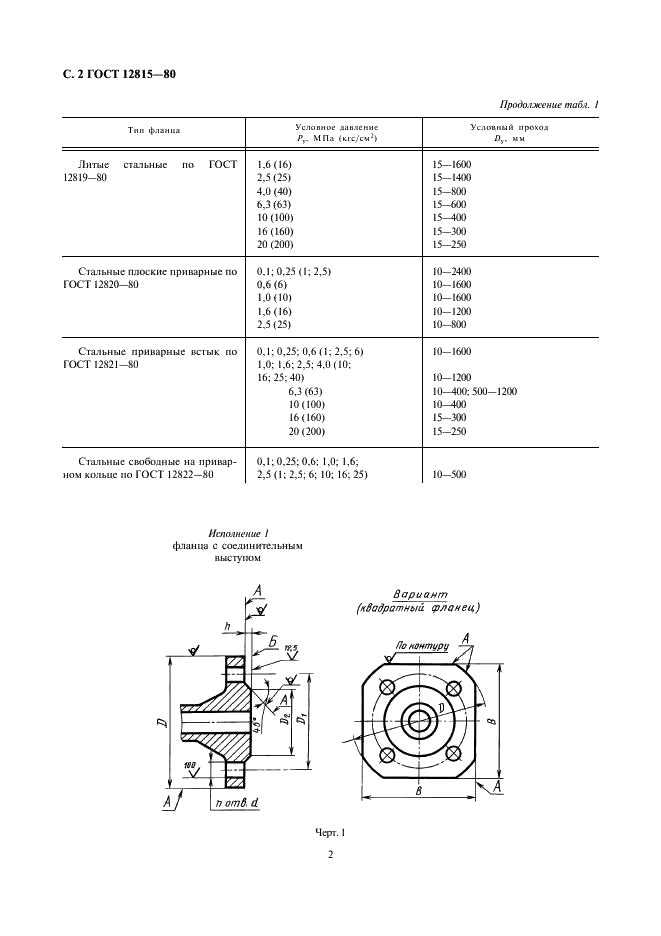 С. 2 ГОСТ 12815—80
Продолжение табл. 1
Тип фланца
Условное давление
Pу, МПа (кгс/см²)
Условный проход
Dу, мм
Литые стальные по ГОСТ
12819—80
1,6 (16)
15—1600
2,5 (25)
15—1400
4,0 (40)
15—800
6,3 (63)
15—600
10 (100)
15—400
16 (160)
15—300
20 (200)
15—250
Стальные плоские приварные по
ГОСТ 12820—80
0,1; 0,25 (1; 2,5)
10—2400
0,6 (6)
10—1600
1,0 (10)
10—1600
1,6 (16)
10—1200
2,5 (25)
10—800
Стальные приварные встык по
ГОСТ 12821—80
0,1; 0,25; 0,6 (1; 2,5; 6)
10—1600
1,0; 1,6; 2,5; 4,0 (10;
16; 25; 40)
10—1200
6,3 (63)
10—400; 500—1200
10 (100)
10—400
16 (160)
15—300
20 (200)
15—250
Стальные свободные на привар-
ном кольце по ГОСТ 12822—80
0,1; 0,25; 0,6; 1,0; 1,6;
2,5 (1; 2,5; 6; 10; 16; 25)
10—500
Исполнение 1
фланца с соединительным
выступом
А
h
Б
12,5
А
45°
D
D₂
D₁
100
А
n отв. d
Вариант
(квадратный фланец)
А
По контуру
D
В
В
А
Черт. 1
2